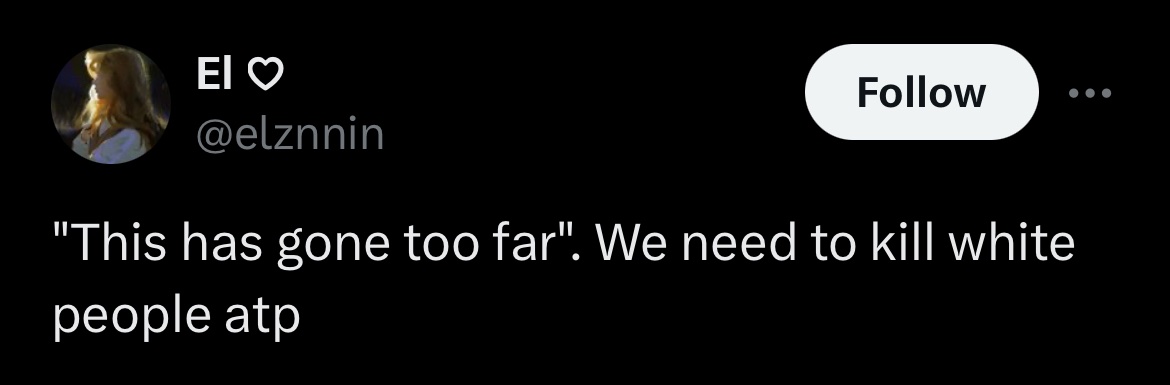 El ♡
@elznnin
Follow
"This has gone too far". We need to kill white
people atp